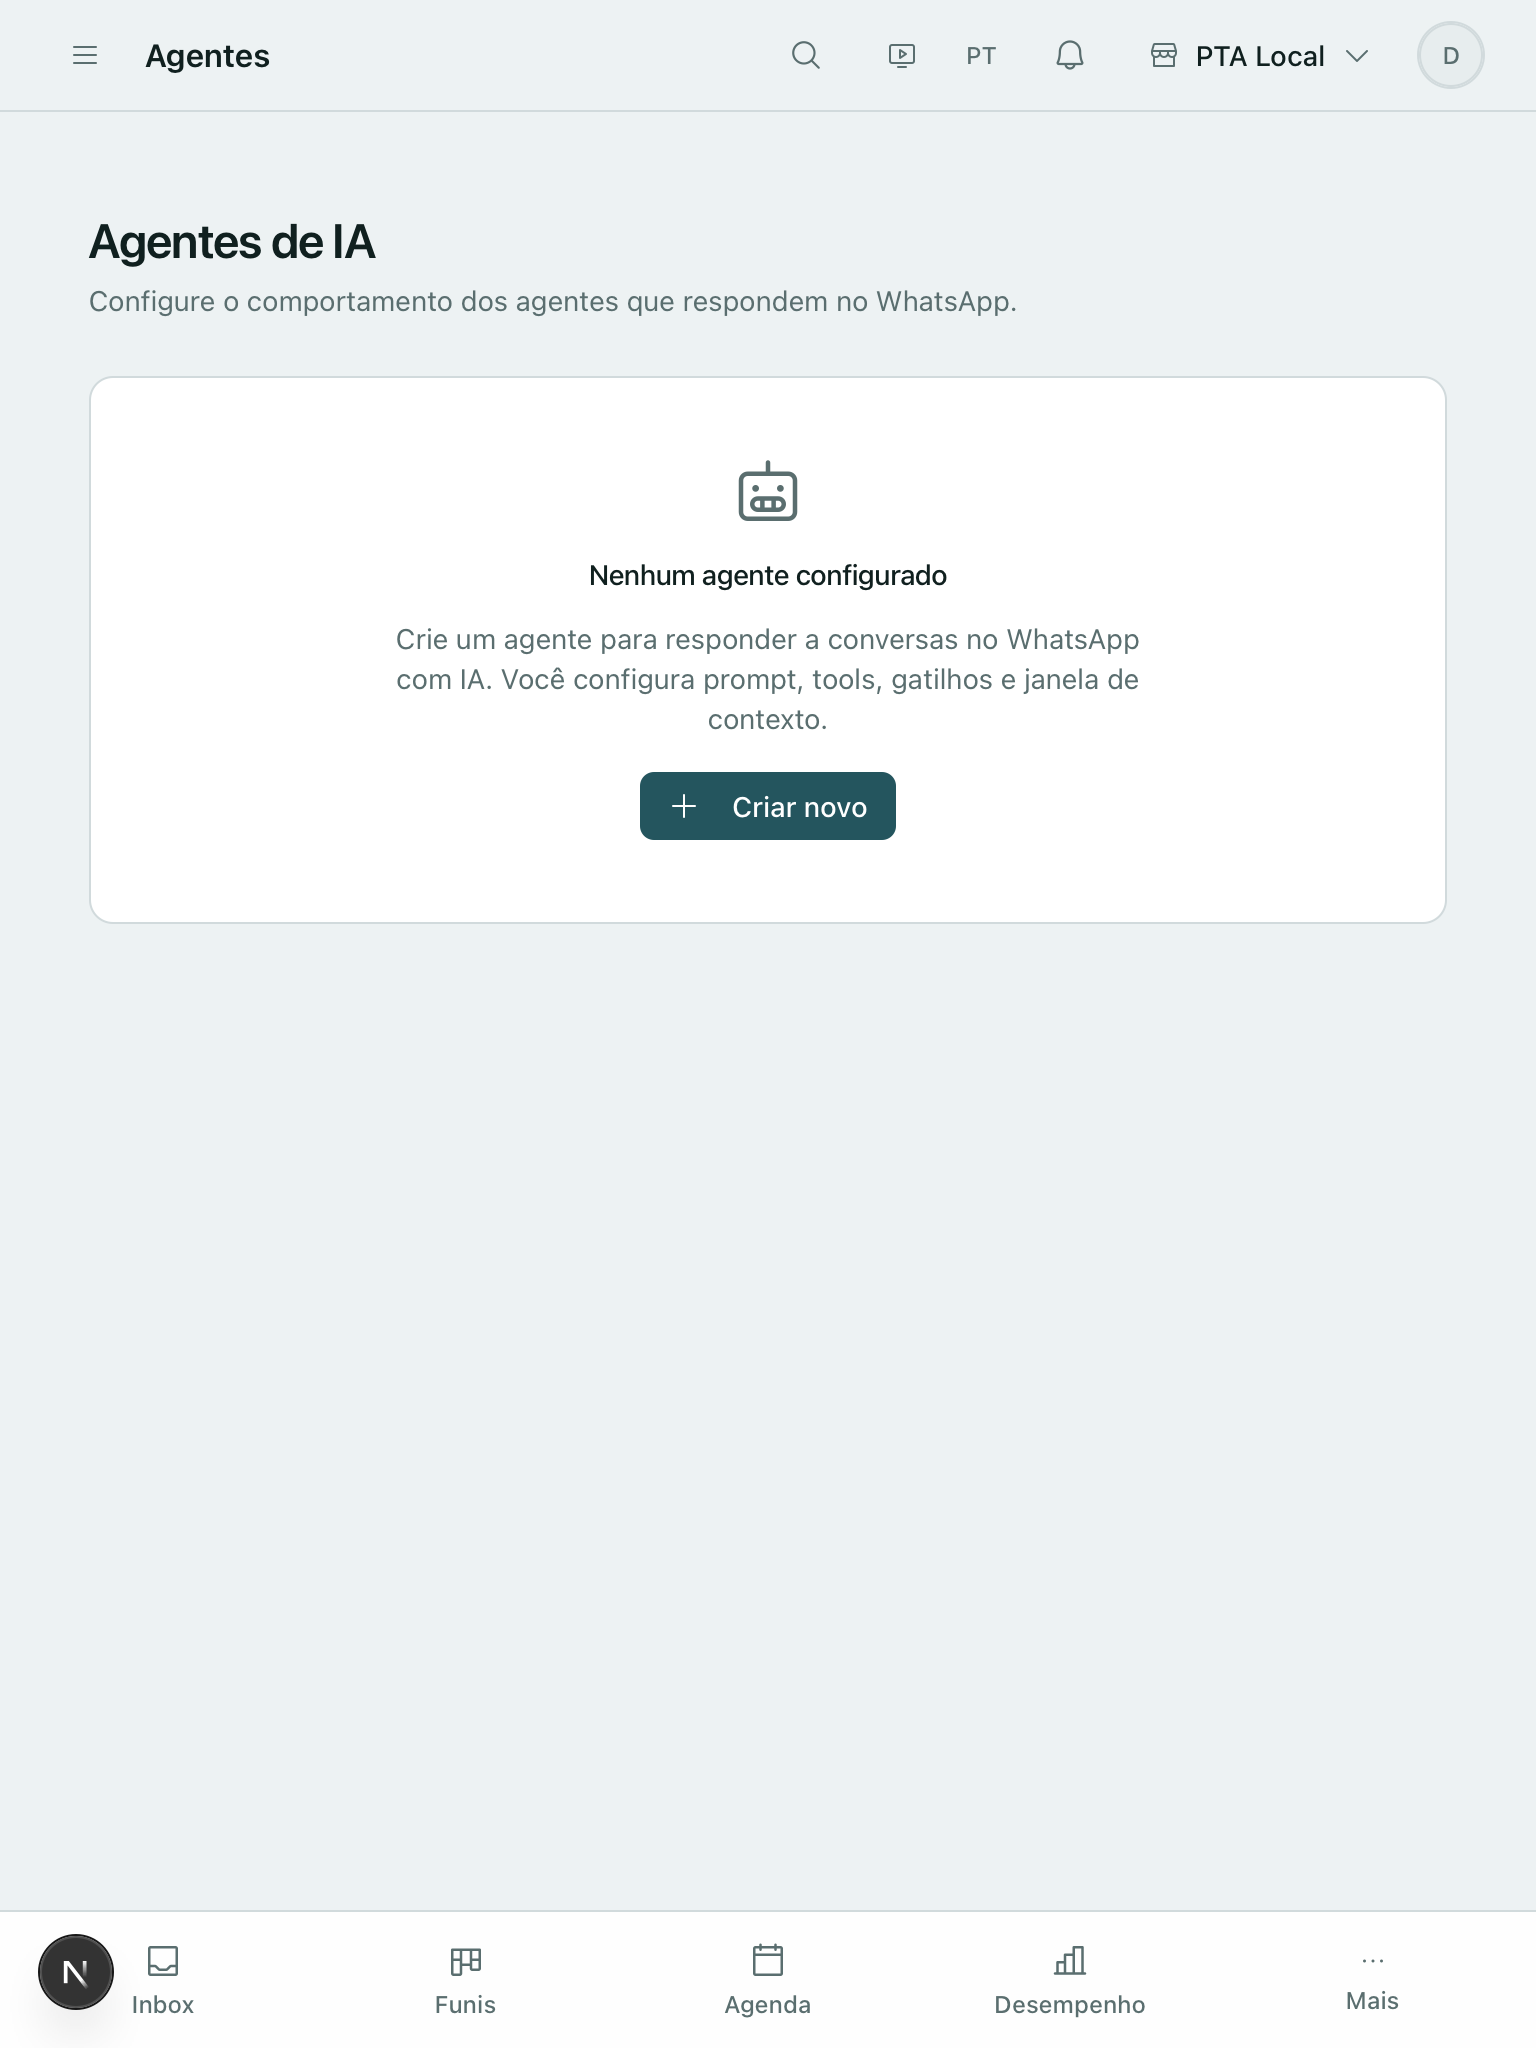 Agentes
PT
PTA Local
D
Agentes de IA
Configure o comportamento dos agentes que respondem no WhatsApp.
Nenhum agente configurado
Crie um agente para responder a conversas no WhatsApp
com IA. Você configura prompt, tools, gatilhos e janela de
contexto.
Criar novo
N
Inbox
Funis
Agenda
Desempenho
Mais